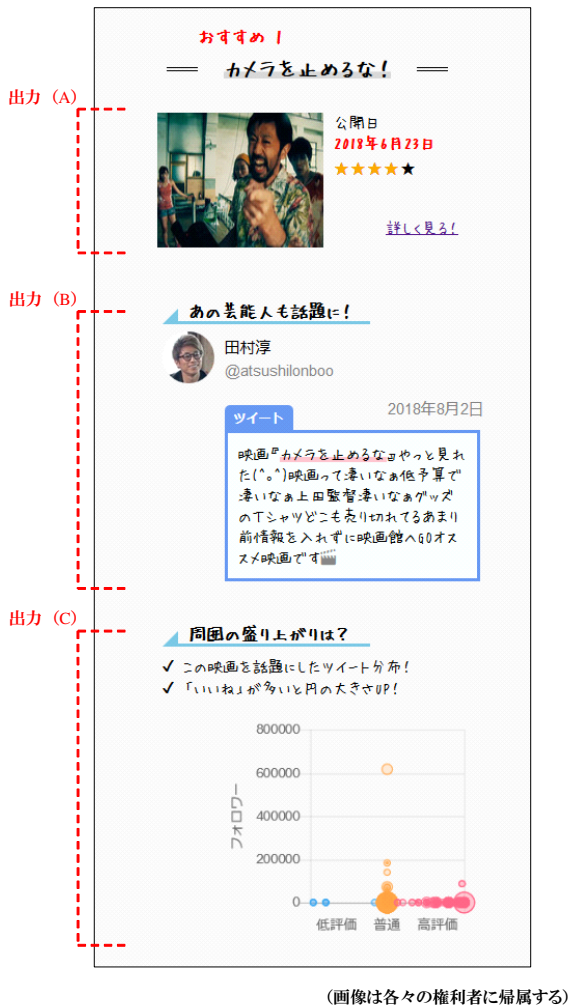 おすすめ 1
カメラを止めるな！
出力（A）
公開日
2018年6月23日
★★★★★
詳しく見る！
出力（B）
あの芸能人も話題に！
田村淳
@atsushilonboo
2018年8月2日
ツイート
映画『カメラを止めるな』やっと見れ
た(^｡^)映画って凄いなぁ低予算で
凄いなぁ上田監督凄いなぁグッズ
のTシャツどこも売り切れてるあまり
前情報を入れずに映画館へGOオス
スメ映画です🎬
出力（C）
周囲の盛り上がりは？
✓ この映画を話題にしたツイート分布！
✓ 「いいね」が多いと円の大きさUP！
800000
600000
400000
200000
0
フォロワー
低評価 普通 高評価
（画像は各々の権利者に帰属する）